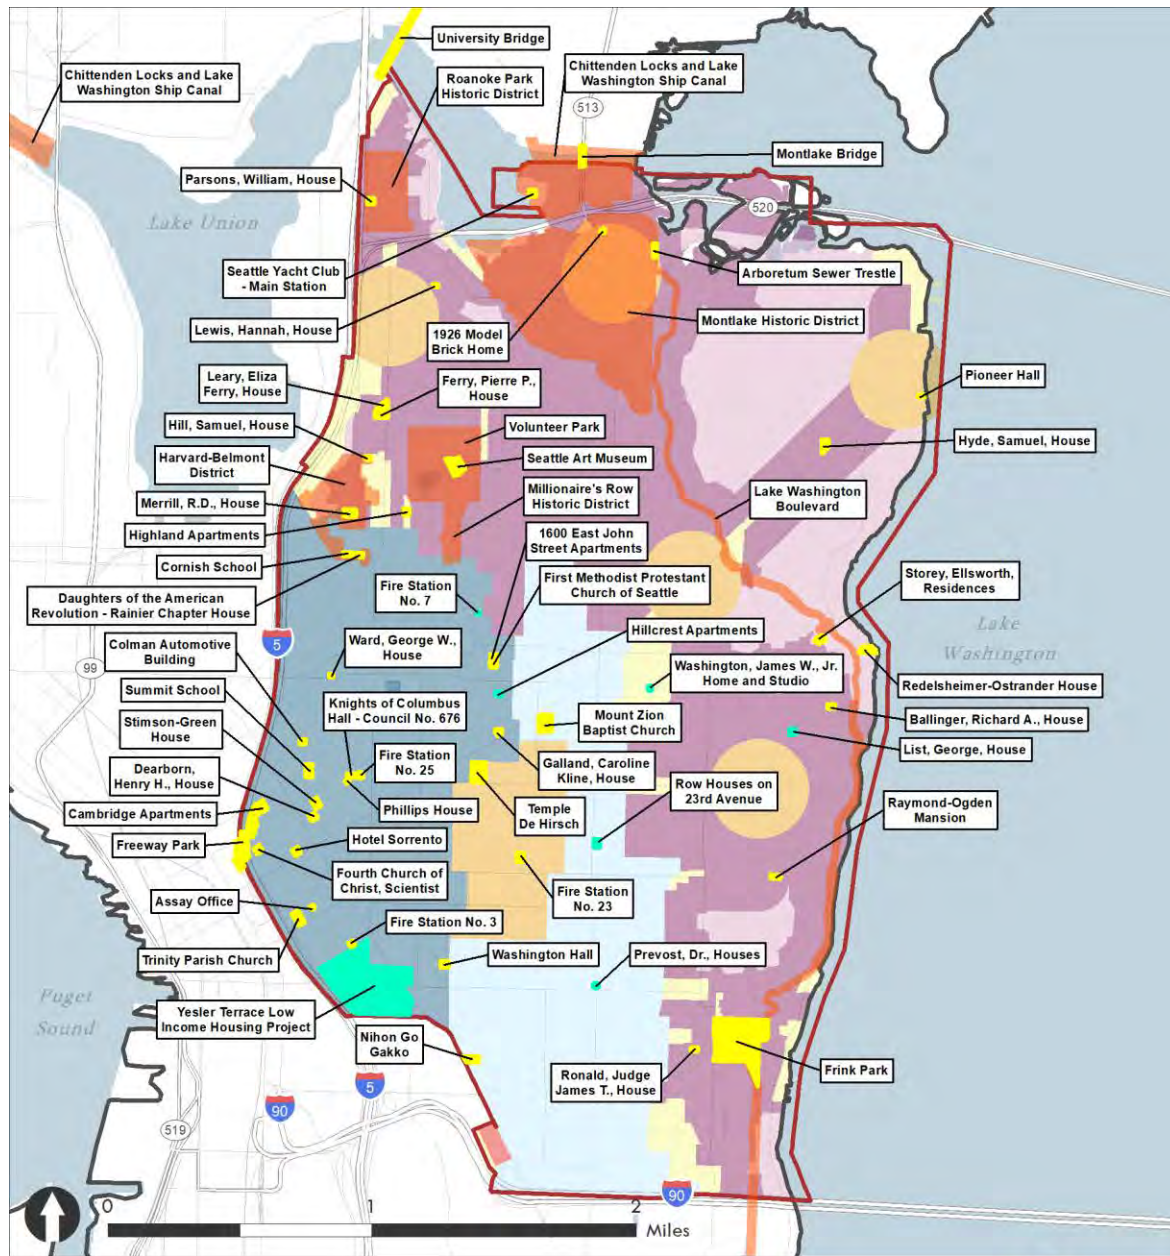 University Bridge
Chittenden Locks and Lake
Washington Ship Canal
Roanoke Park
Historic District
Chittenden Locks and Lake
Washington Ship Canal
513
Montlake Bridge
Parsons, William, House
Lake Union
520
Seattle Yacht Club
- Main Station
Arboretum Sewer Trestle
Lewis, Hannah, House
1926 Model
Brick Home
Montlake Historic District
Leary, Eliza
Ferry, House
Ferry, Pierre P.,
House
Pioneer Hall
Hill, Samuel, House
Volunteer Park
Hyde, Samuel, House
Harvard-Belmont
District
Seattle Art Museum
Merrill, R.D., House
Millionaire's Row
Historic District
Lake Washington
Boulevard
Highland Apartments
1600 East John
Street Apartments
Cornish School
First Methodist Protestant
Church of Seattle
Storey, Ellsworth,
Residences
Daughters of the American
Revolution - Rainier Chapter House
Fire Station
No. 7
Hillcrest Apartments
Lake
Washington
5
99
Colman Automotive
Building
Ward, George W.,
House
Washington, James W., Jr.
Home and Studio
Redelsheimer-Ostrander House
Summit School
Knights of Columbus
Hall - Council No. 676
Mount Zion
Baptist Church
Ballinger, Richard A., House
Stimson-Green
House
List, George, House
Fire Station
No. 25
Galland, Caroline
Kline, House
Row Houses on
23rd Avenue
Dearborn,
Henry H., House
Phillips House
Temple
De Hirsch
Raymond-Ogden
Mansion
Cambridge Apartments
Freeway Park
Hotel Sorrento
Fourth Church of
Christ, Scientist
Fire Station
No. 23
Assay Office
Fire Station No. 3
Trinity Parish Church
Washington Hall
Prevost, Dr., Houses
Puget
Sound
Yesler Terrace Low
Income Housing Project
Nihon Go
Gakko
Ronald, Judge
James T., House
Frink Park
5
90
519
90
0
1
2
Miles